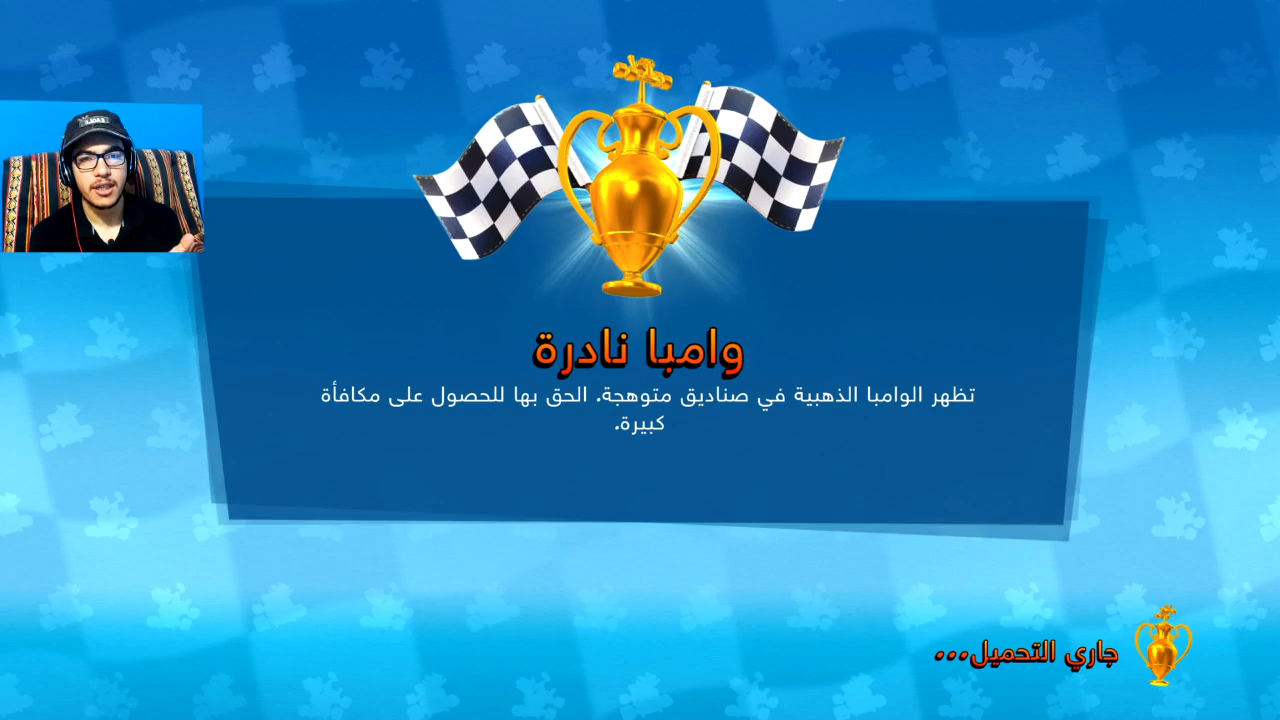 وامبا نادرة
تظهر الوامبا الذهبية في صناديق متوهجة. الحق بها للحصول على مكافأة
كبيرة.
جاري التحميل...